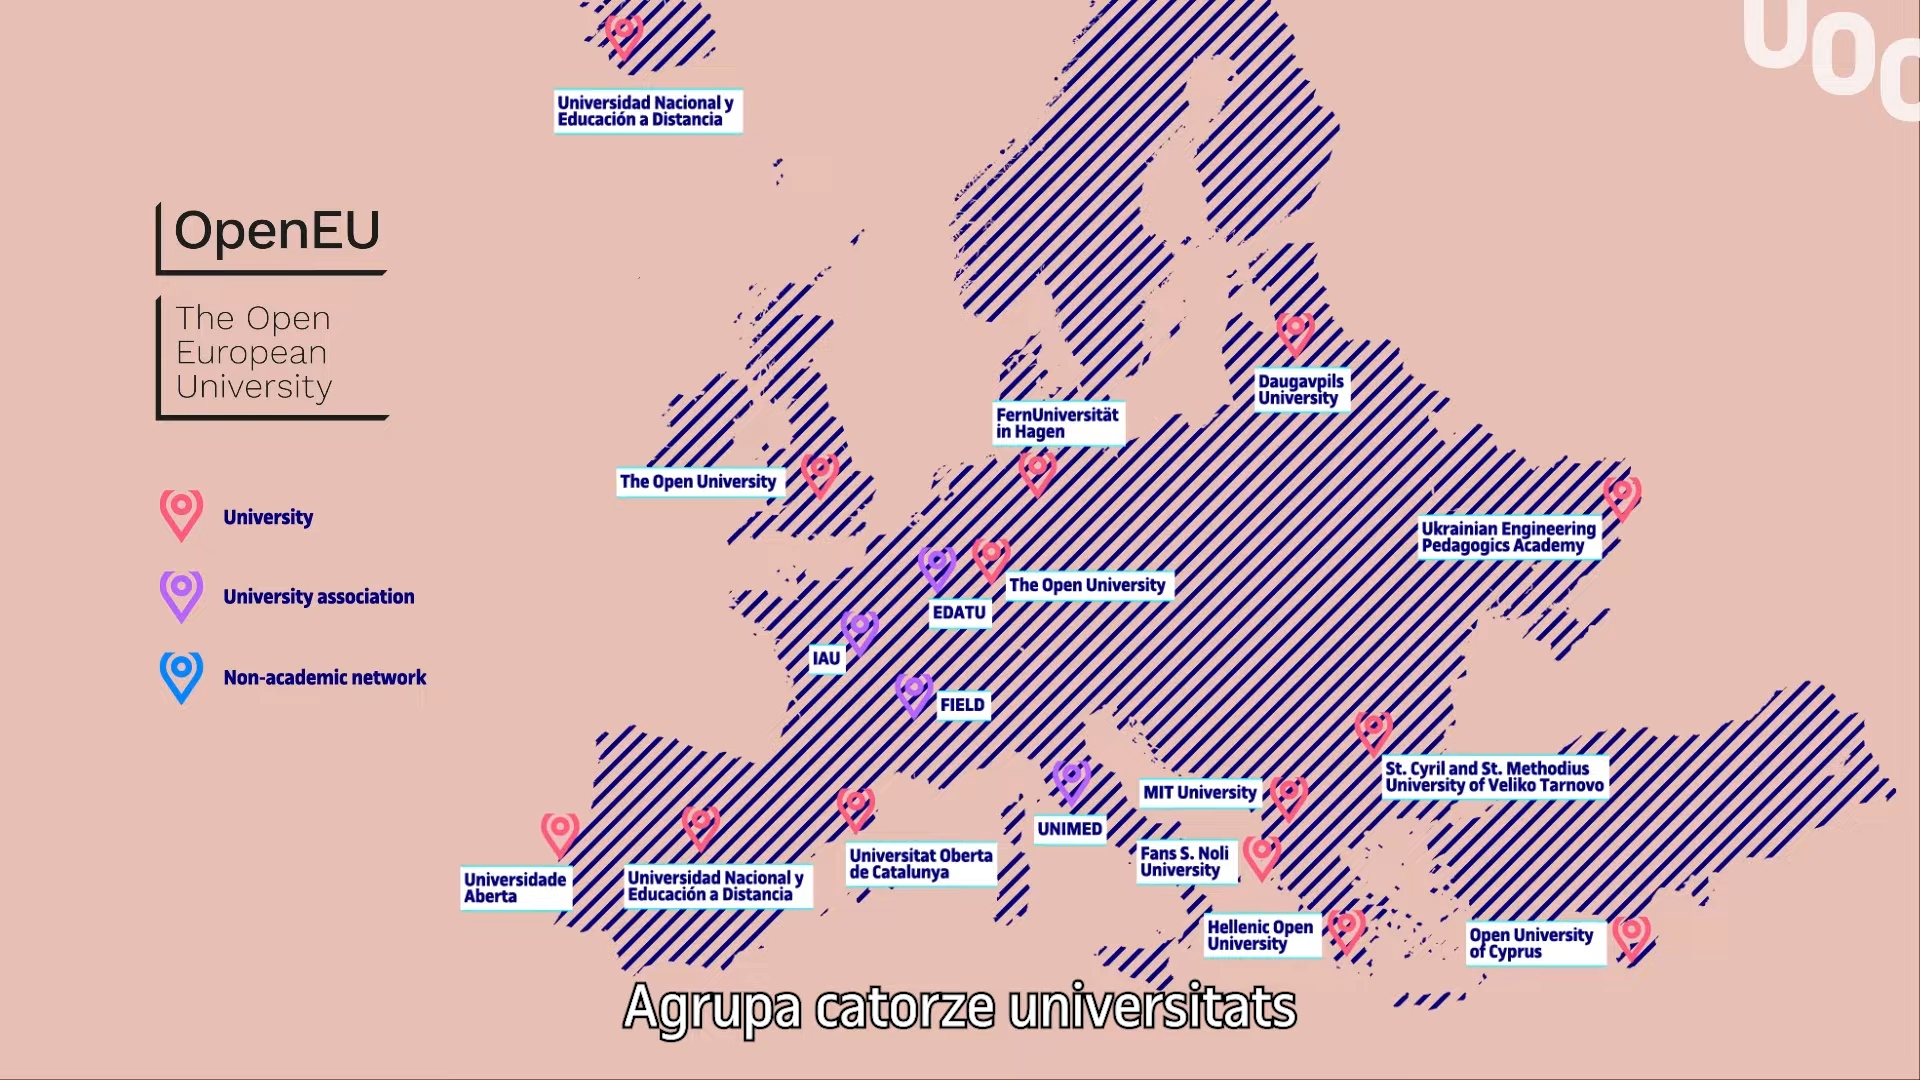 UOC
Universidad Nacional y
Educación a Distancia
OpenEU
The Open
European
University
Daugavpils
University
FernUniversität
in Hagen
The Open University
University
Ukrainian Engineering
Pedagogics Academy
The Open University
University association
EDATU
IAU
Non-academic network
FIELD
St. Cyril and St. Methodius
University of Veliko Tarnovo
MIT University
UNIMED
Universitat Oberta
de Catalunya
Fans S. Noli
University
Universidade
Aberta
Universidad Nacional y
Educación a Distancia
Hellenic Open
University
Open University
of Cyprus
Agrupa catorze universitats